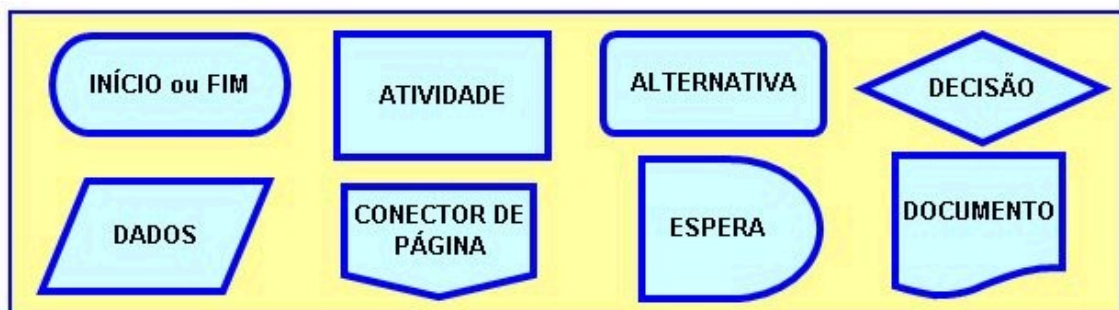 INÍCIO ou FIM
ATIVIDADE
ALTERNATIVA
DECISÃO
DADOS
CONECTOR DE
PÁGINA
ESPERA
DOCUMENTO